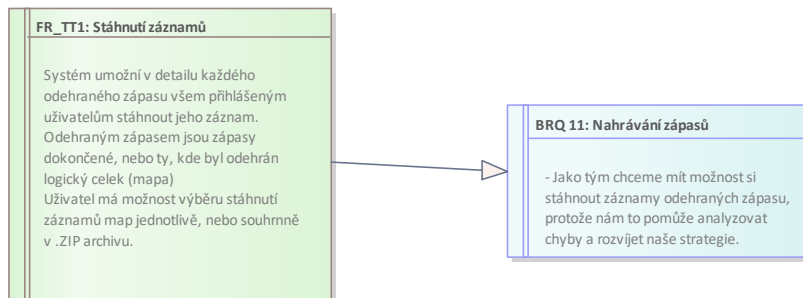 FR_TT1: Stáhnutí záznamů
Systém umožní v detailu každého
odehraného zápasu všem přihlášeným
uživatelům stáhnout jeho záznam.
Odehraným zápasem jsou zápasy
dokončené, nebo ty, kde byl odehrán
logický celek (mapa)
Uživatel má možnost výběru stáhnutí
záznamů map jednotlivě, nebo souhrnně
v .ZIP archivu.
BRQ 11: Nahrávání zápasů
- Jako tým chceme mít možnost si
stáhnout záznamy odehraných zápasu,
protože nám to pomůže analyzovat
chyby a rozvíjet naše strategie.